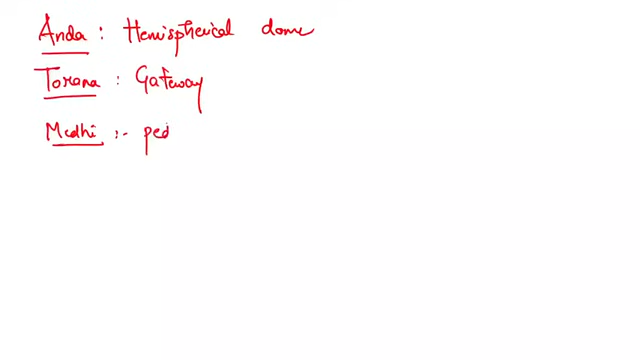 Anda : Hemispherical dome
Torana : Gateway
Medhi :- ped